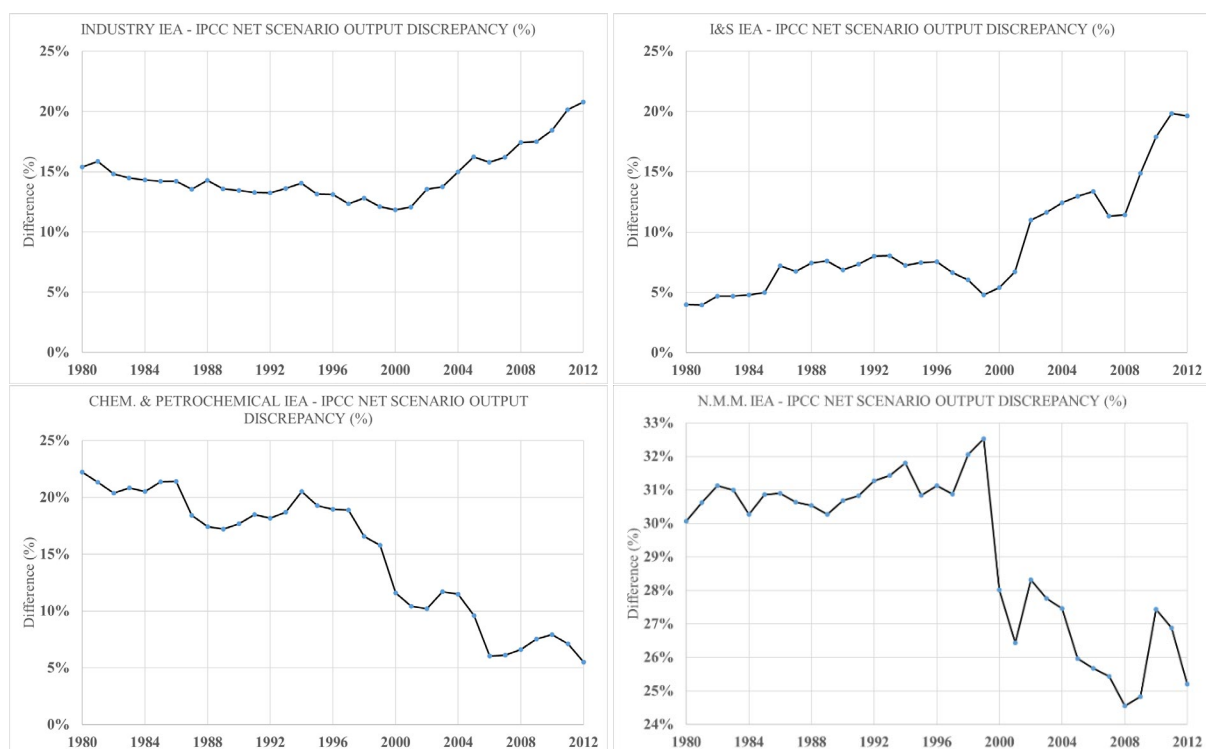 INDUSTRY IEA - IPCC NET SCENARIO OUTPUT DISCREPANCY (%)
25%
20%
15%
10%
5%
0%
Difference (%)
1980 1984 1988 1992 1996 2000 2004 2008 2012
I&S IEA - IPCC NET SCENARIO OUTPUT DISCREPANCY (%)
25%
20%
15%
10%
5%
0%
Difference (%)
1980 1984 1988 1992 1996 2000 2004 2008 2012
CHEM. & PETROCHEMICAL IEA - IPCC NET SCENARIO OUTPUT
DISCREPANCY (%)
25%
20%
15%
10%
5%
0%
Difference (%)
1980 1984 1988 1992 1996 2000 2004 2008 2012
N.M.M. IEA - IPCC NET SCENARIO OUTPUT DISCREPANCY (%)
33%
32%
31%
30%
29%
28%
27%
26%
25%
24%
Difference (%)
1980 1984 1988 1992 1996 2000 2004 2008 2012